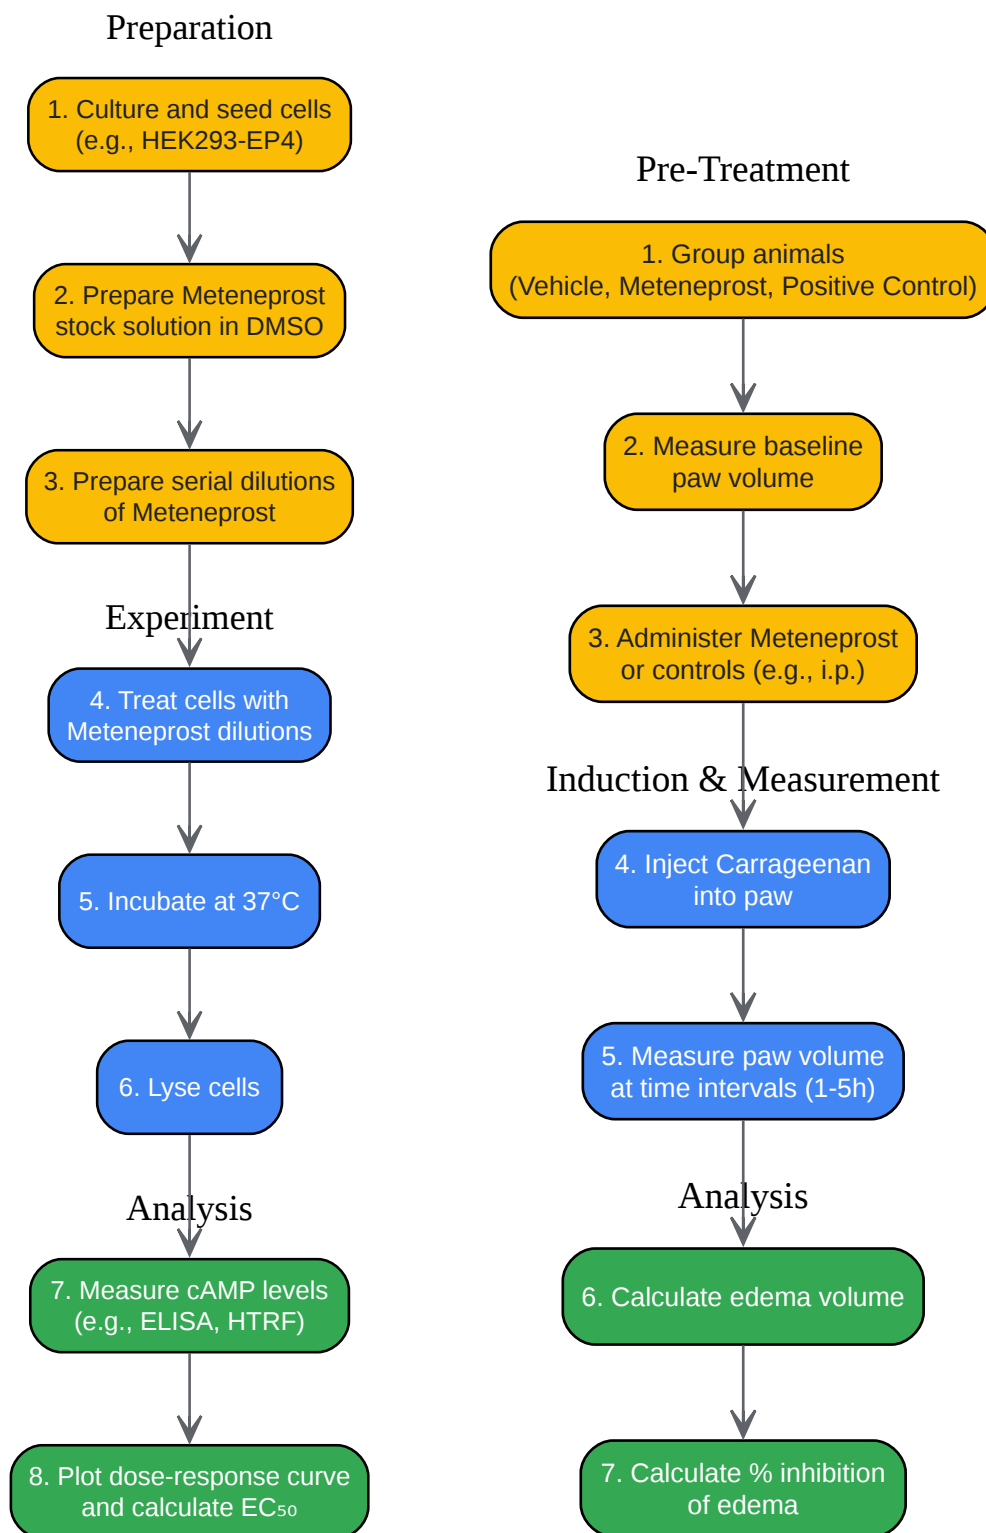 Preparation
1. Culture and seed cells
(e.g., HEK293-EP4)
2. Prepare Meteneprost
stock solution in DMSO
3. Prepare serial dilutions
of Meteneprost
Experiment
4. Treat cells with
Meteneprost dilutions
5. Incubate at 37°C
6. Lyse cells
Analysis
7. Measure cAMP levels
(e.g., ELISA, HTRF)
8. Plot dose-response curve
and calculate EC₅₀
Pre-Treatment
1. Group animals
(Vehicle, Meteneprost, Positive Control)
2. Measure baseline
paw volume
3. Administer Meteneprost
or controls (e.g., i.p.)
Induction & Measurement
4. Inject Carrageenan
into paw
5. Measure paw volume
at time intervals (1-5h)
Analysis
6. Calculate edema volume
7. Calculate % inhibition
of edema